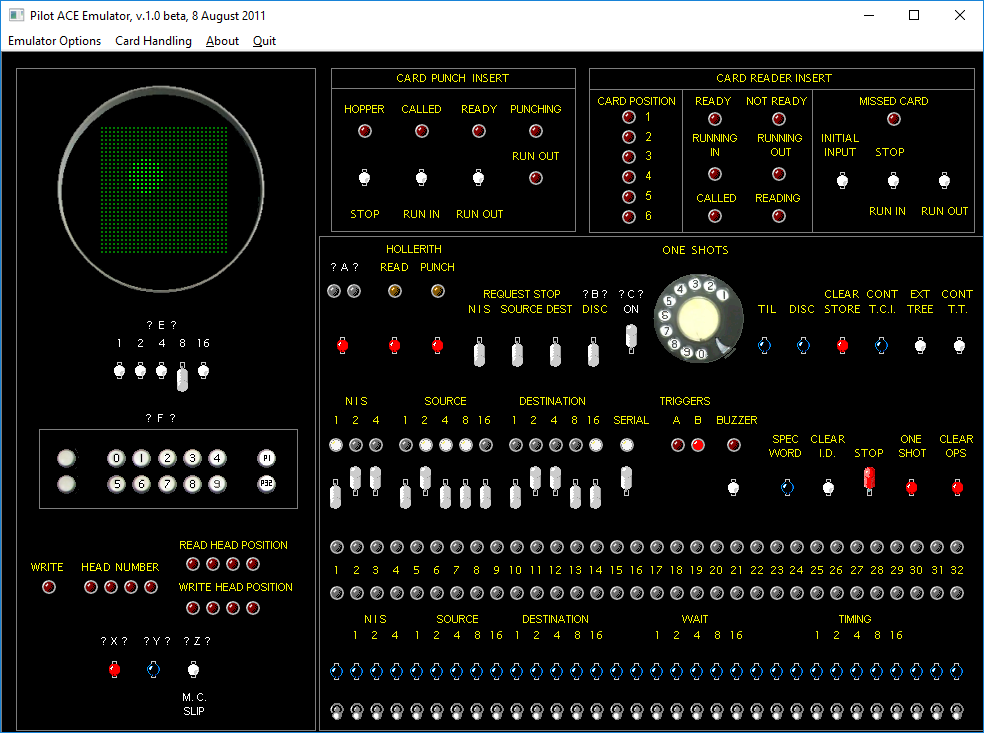 Pilot ACE Emulator, v.1.0 beta, 8 August 2011
Emulator Options Card Handling About Quit
CARD PUNCH INSERT
HOPPER CALLED READY PUNCHING
RUN OUT
STOP RUN IN RUN OUT
CARD READER INSERT
CARD POSITION READY NOT READY MISSED CARD
1
2
3
4
5
6
RUNNING IN
RUNNING OUT
CALLED READING
INITIAL INPUT STOP
RUN IN RUN OUT
? E ?
1 2 4 8 16
? F ?
0 1 2 3 4 P1
5 6 7 8 9 P32
READ HEAD POSITION
WRITE HEAD NUMBER
WRITE HEAD POSITION
? X ? ? Y ? ? Z ?
M. C.
SLIP
HOLLERITH
? A ? READ PUNCH
ONE SHOTS
REQUEST STOP ? B ? ? C ?
N I S SOURCE DEST DISC ON
1 2 3 4 5 6 7 8 9 0
CLEAR CONT EXT CONT
TIL DISC STORE T.C.I. TREE T.T.
N I S SOURCE DESTINATION TRIGGERS
1 2 4 1 2 4 8 16 1 2 4 8 16 SERIAL A B BUZZER
SPEC CLEAR ONE CLEAR
WORD I.D. STOP SHOT OPS
1 2 3 4 5 6 7 8 9 10 11 12 13 14 15 16 17 18 19 20 21 22 23 24 25 26 27 28 29 30 31 32
N I S SOURCE DESTINATION WAIT TIMING
1 2 4 1 2 4 8 16 1 2 4 8 16 1 2 4 8 16 1 2 4 8 16